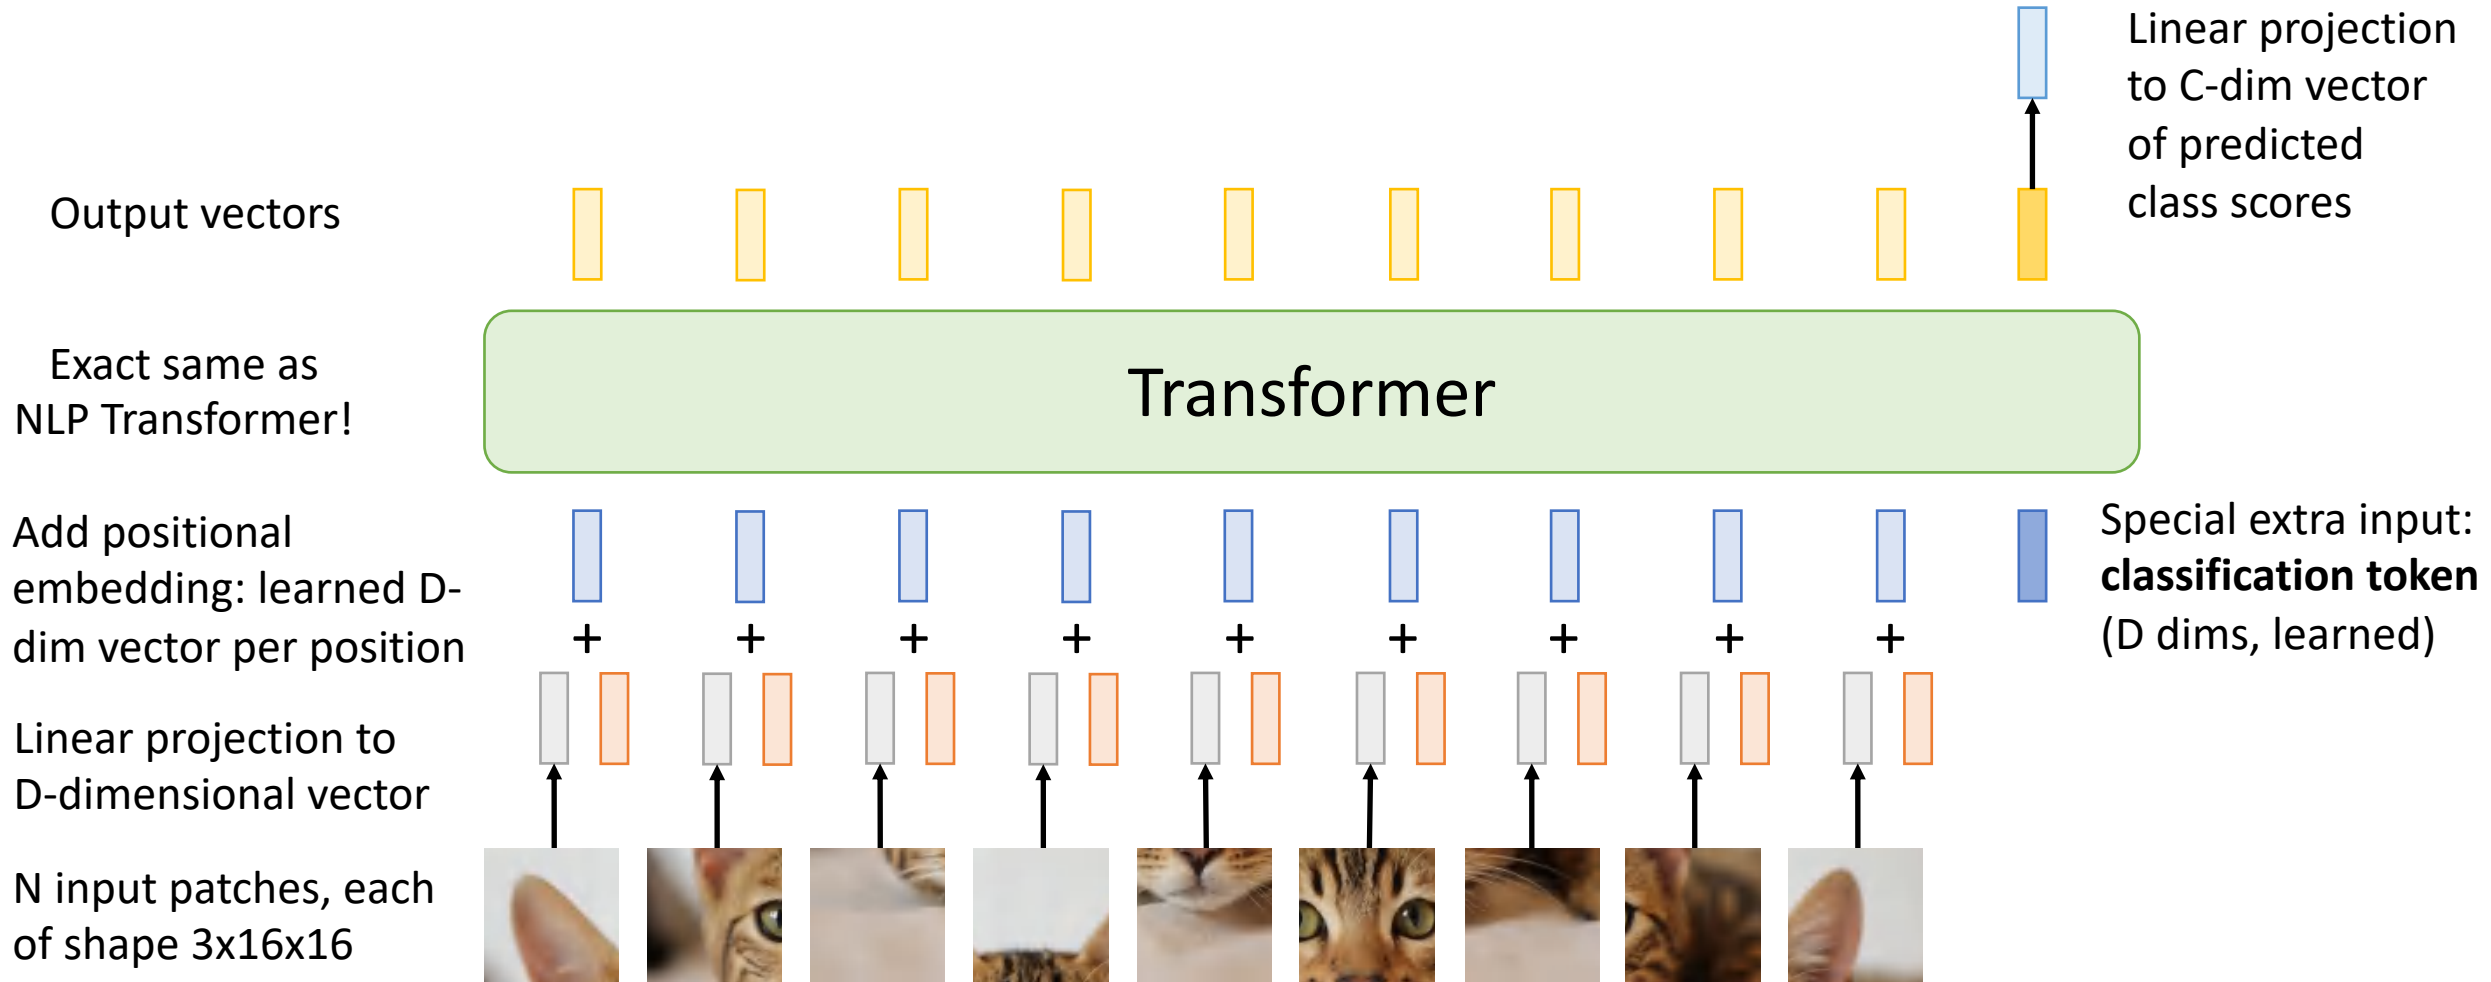 Linear projection
to C-dim vector
of predicted
class scores
Output vectors
Exact same as
NLP Transformer!
Transformer
Add positional
embedding: learned D-
dim vector per position
Special extra input:
classification token
(D dims, learned)
+ + + + + + + + +
Linear projection to
D-dimensional vector
N input patches, each
of shape 3x16x16